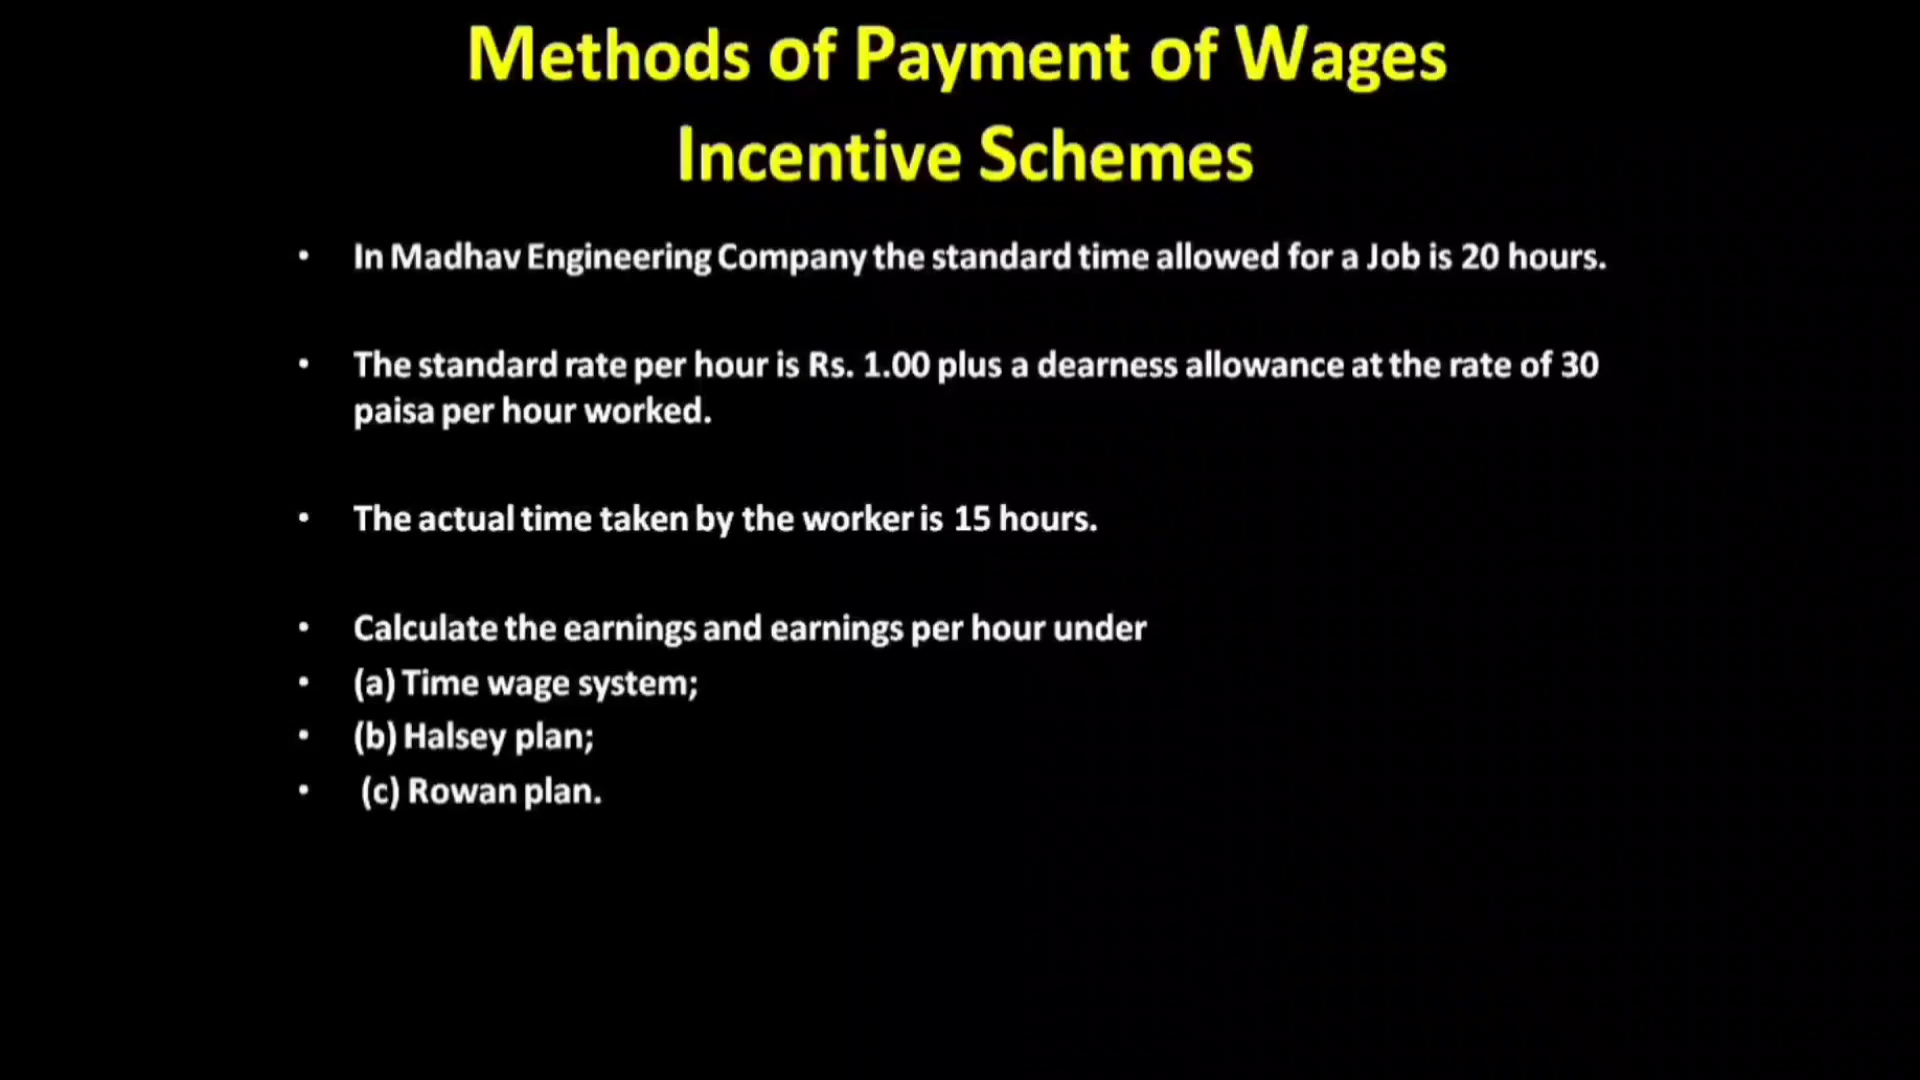 Methods of Payment of Wages
Incentive Schemes
• In Madhav Engineering Company the standard time allowed for a Job is 20 hours.
• The standard rate per hour is Rs. 1.00 plus a dearness allowance at the rate of 30
paisa per hour worked.
• The actual time taken by the worker is 15 hours.
• Calculate the earnings and earnings per hour under
• (a) Time wage system;
• (b) Halsey plan;
• (c) Rowan plan.